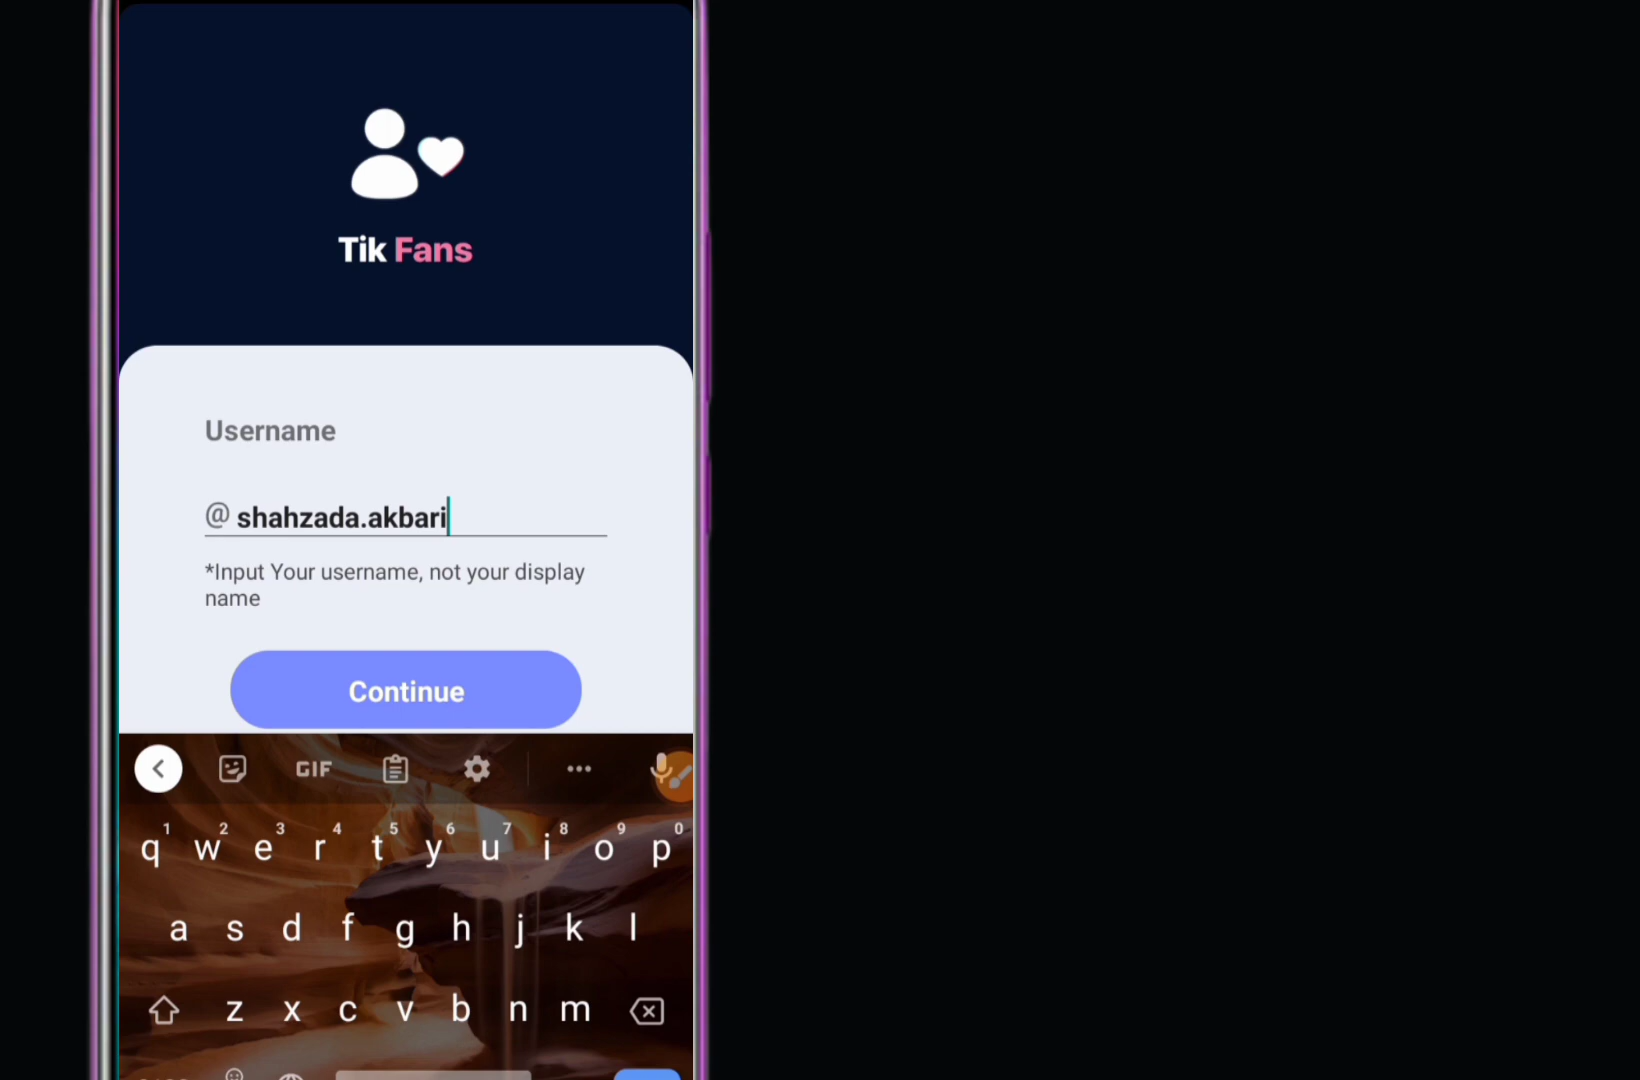 Tik Fans
Username
@ shahzada.akbari
*Input Your username, not your display
name
Continue
GIF
1 2 3 4 5 6 7 8 9 0
q w e r t y u i o p
a s d f g h j k l
z x c v b n m